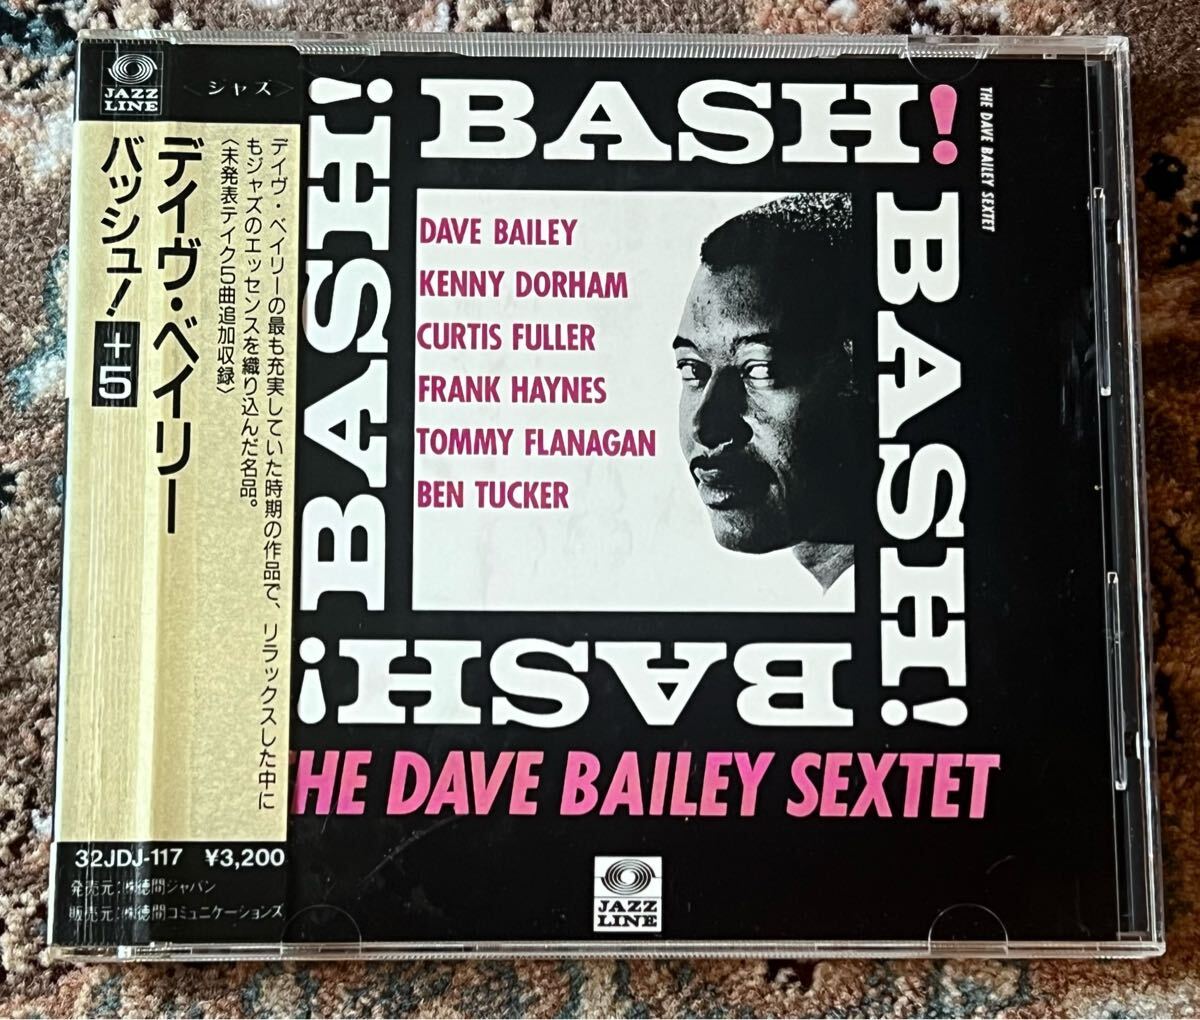 JAZZ
LINE
〈ジャズ〉
デイヴ・ベイリー
バッシュ!+5
デイヴ・ベイリーの最も充実していた時期の作品で、リラックスした中に
もジャズのエッセンスを織り込んだ名品。
〈未発表テイク5曲追加収録〉
32JDJ-117 ¥3,200
発売元:㈱徳間ジャパン
販売元:㈱徳間コミュニケーションズ
BASH!
BASH!
BASH!
BASH!
THE DAVE BAILEY SEXTET
DAVE BAILEY
KENNY DORHAM
CURTIS FULLER
FRANK HAYNES
TOMMY FLANAGAN
BEN TUCKER
THE DAVE BAILEY SEXTET
JAZZ
LINE